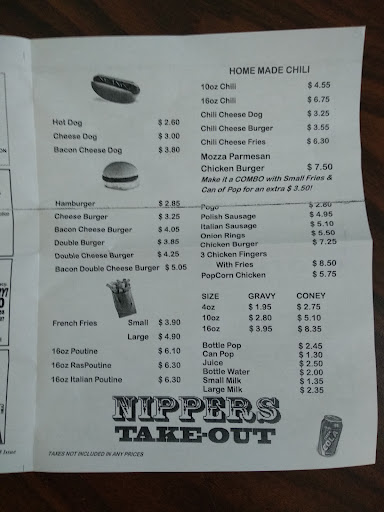 Hot Dog $ 2.60
Cheese Dog $ 3.00
Bacon Cheese Dog $ 3.80
Hamburger $ 2.85
Cheese Burger $ 3.25
Bacon Cheese Burger $ 4.05
Double Burger $ 3.85
Double Cheese Burger $ 4.25
Bacon Double Cheese Burger $ 5.05
French Fries Small $ 3.90
Large $ 4.90
16oz Poutine $ 6.10
16oz RasPoutine $ 6.30
16oz Italian Poutine $ 6.30
HOME MADE CHILI
10oz Chili $ 4.55
16oz Chili $ 6.75
Chili Cheese Dog $ 3.25
Chili Cheese Burger $ 3.55
Chili Cheese Fries $ 6.30
Mozza Parmesan
Chicken Burger $ 7.50
Make it a COMBO with Small Fries &
Can of Pop for an extra $ 3.50!
Pogo $ 2.80
Polish Sausage $ 4.95
Italian Sausage $ 5.10
Onion Rings $ 5.50
Chicken Burger $ 7.25
3 Chicken Fingers
With Fries $ 8.50
PopCorn Chicken $ 5.75
SIZE GRAVY CONEY
4oz $ 1.95 $ 2.75
10oz $ 2.80 $ 5.10
16oz $ 3.95 $ 8.35
Bottle Pop $ 2.45
Can Pop $ 1.30
Juice $ 2.50
Bottle Water $ 2.00
Small Milk $ 1.35
Large Milk $ 2.35
NIPPERS
TAKE-OUT
TAXES NOT INCLUDED IN ANY PRICES